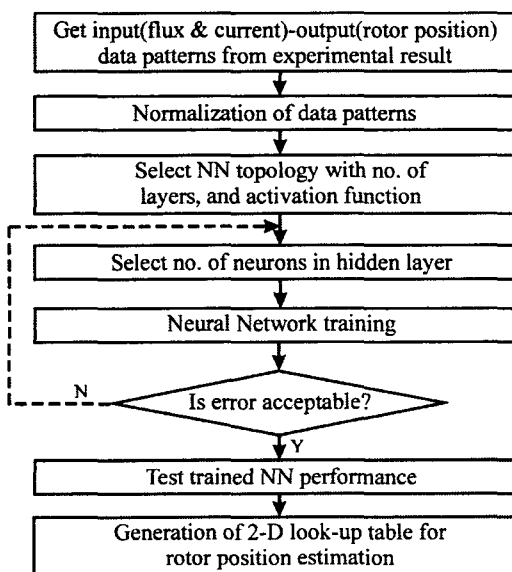 Get input(flux & current)-output(rotor position)
data patterns from experimental result
Normalization of data patterns
Select NN topology with no. of
layers, and activation function
Select no. of neurons in hidden layer
Neural Network training
N
Is error acceptable?
Y
Test trained NN performance
Generation of 2-D look-up table for
rotor position estimation